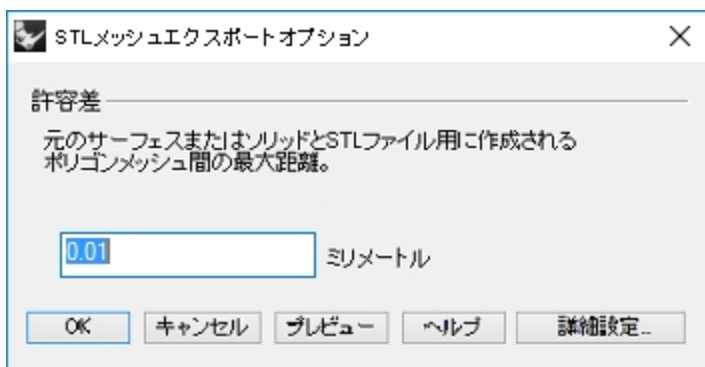 STLメッシュエクスポートオプション
許容差
元のサーフェスまたはソリッドとSTLファイル用に作成される
ポリゴンメッシュ間の最大距離。
0.01 ミリメートル
OK キャンセル プレビュー ヘルプ 詳細設定...